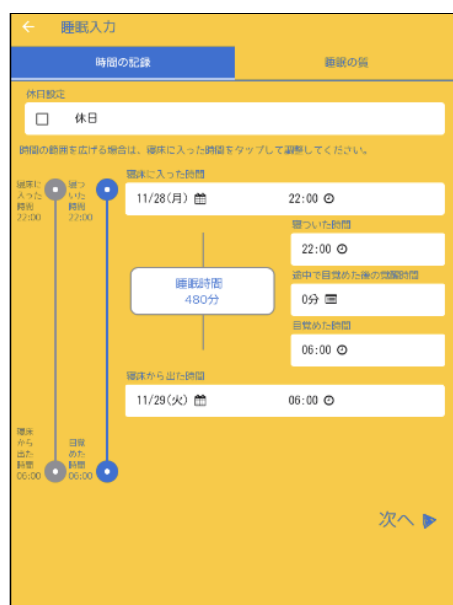 睡眠入力
時間の記録
睡眠の質
休日設定
休日
時間の範囲を広げる場合は、寝床に入った時間をタップして調整してください。
寝床に
入った
時間
22:00
寝つ
いた
時間
22:00
寝床に入った時間
11/28(月) 22:00
寝ついた時間
22:00
睡眠時間
480分
途中で目覚めた後の覚醒時間
0分
目覚めた時間
06:00
寝床から出た時間
11/29(火) 06:00
寝床
から
出た
時間
06:00
目覚
めた
時間
06:00
次へ